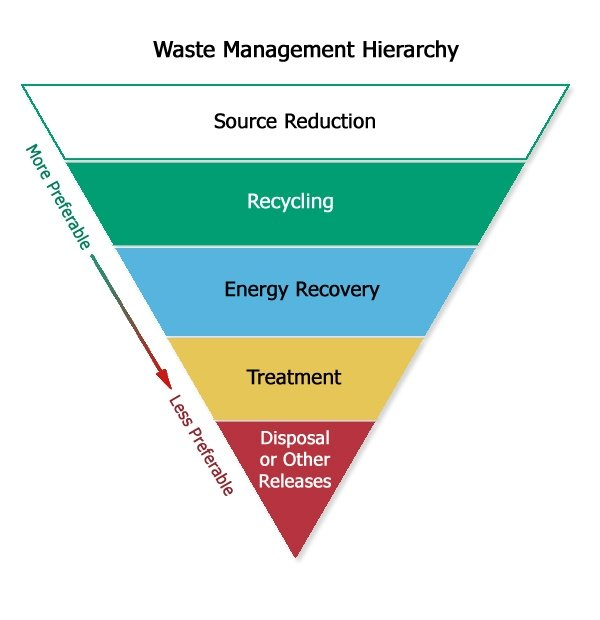 Waste Management Hierarchy
Source Reduction
More Preferable
Recycling
Energy Recovery
Treatment
Less Preferable
Disposal
or Other
Releases